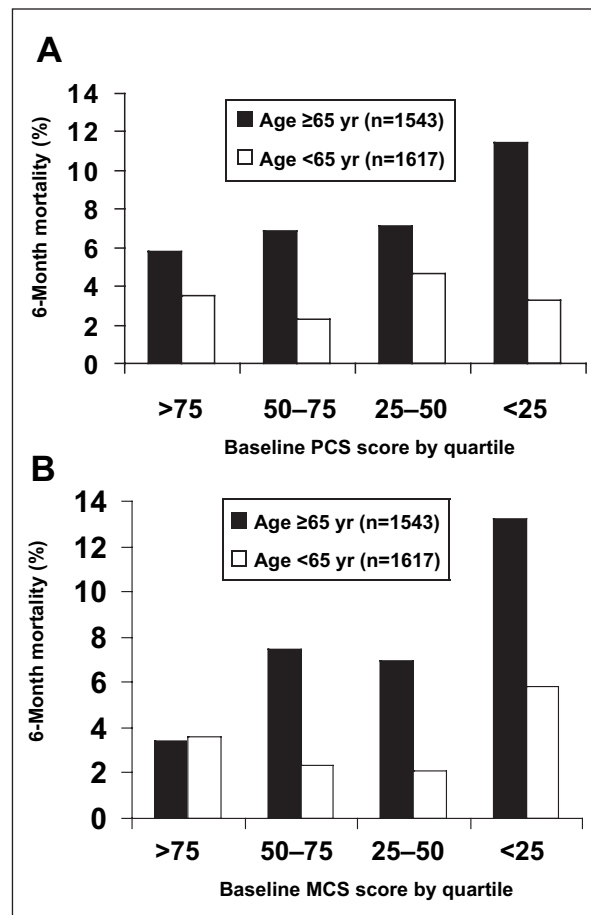 A
14
12
10
8
6
4
2
0
6-Month mortality (%)
Age ≥65 yr (n=1543)
Age <65 yr (n=1617)
>75 50–75 25–50 <25
Baseline PCS score by quartile
B
14
12
10
8
6
4
2
0
6-Month mortality (%)
Age ≥65 yr (n=1543)
Age <65 yr (n=1617)
>75 50–75 25–50 <25
Baseline MCS score by quartile